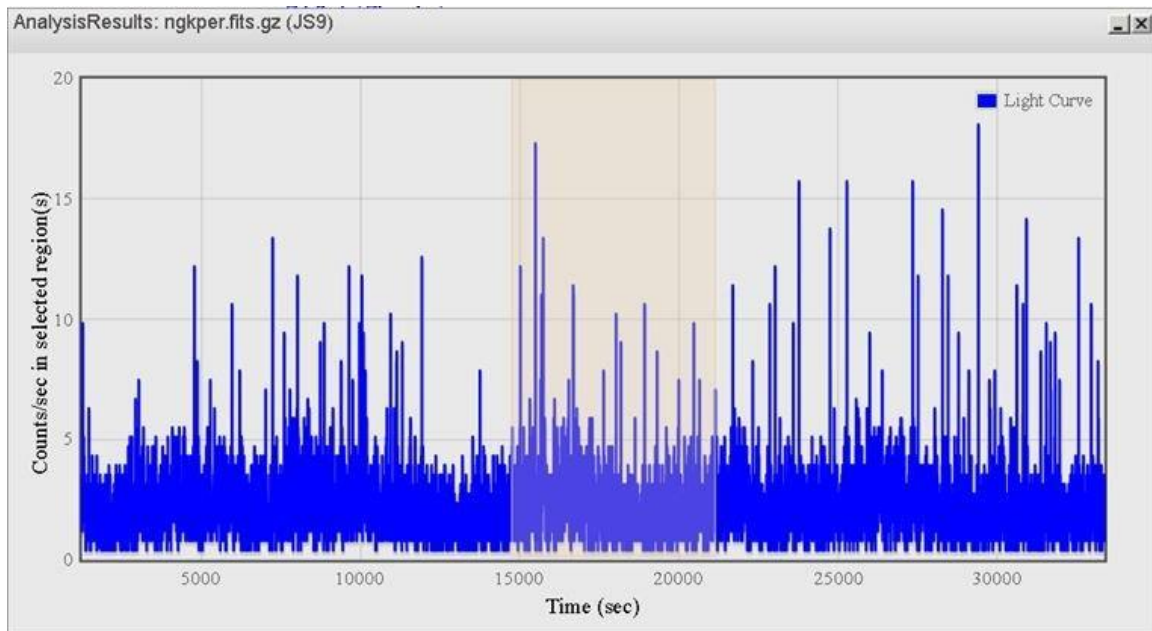 AnalysisResults: ngkper.fits.gz (JS9)
20
Light Curve
15
10
5
0
Counts/sec in selected region(s)
5000 10000 15000 20000 25000 30000
Time (sec)